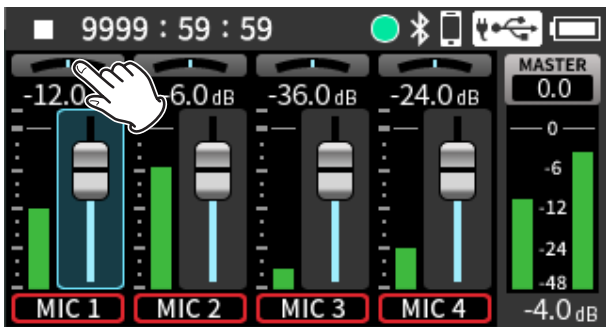 9999 : 59 : 59
-12.0
-6.0 dB
-36.0 dB
-24.0 dB
MASTER
0.0
0
-6
-12
-24
-48
-4.0 dB
MIC 1
MIC 2
MIC 3
MIC 4